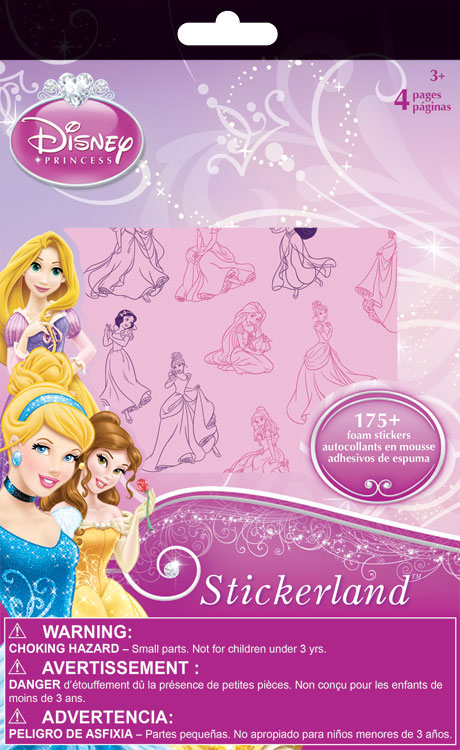 3+
4 pages
páginas
Disney
PRINCESS
175+
foam stickers
autocollants en mousse
adhesivos de espuma
Stickerland™
⚠ WARNING:
CHOKING HAZARD – Small parts. Not for children under 3 yrs.
⚠ AVERTISSEMENT :
DANGER d'étouffement dû la présence de petites pièces. Non conçu pour les enfants de
moins de 3 ans.
⚠ ADVERTENCIA:
PELIGRO DE ASFIXIA – Partes pequeñas. No apropiado para niños menores de 3 años.